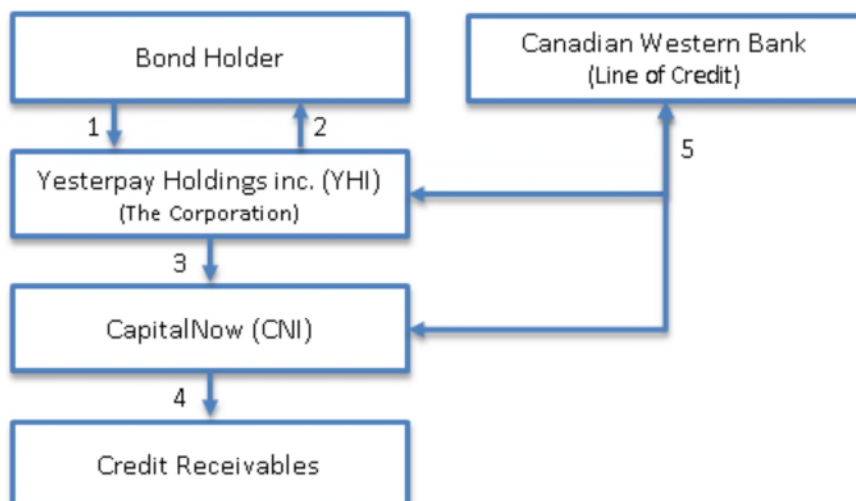 Bond Holder
Canadian Western Bank
(Line of Credit)
1
2
5
Yesterpay Holdings inc. (YHI)
(The Corporation)
3
CapitalNow (CNI)
4
Credit Receivables